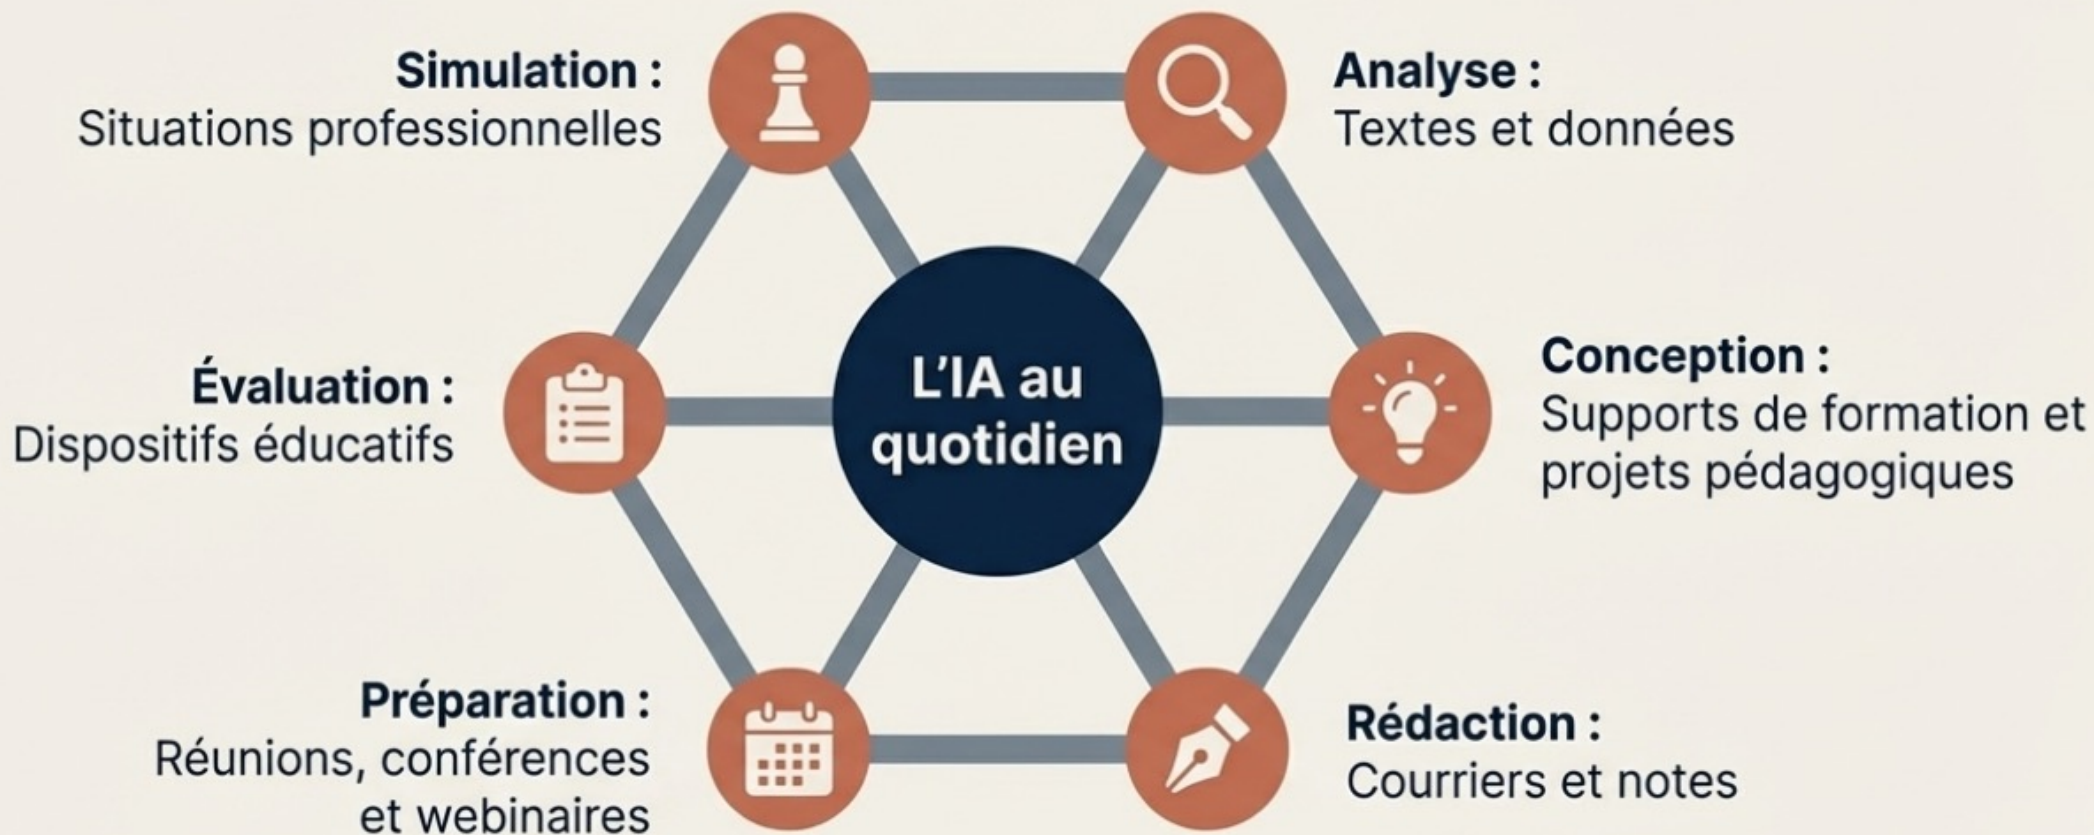 Simulation :
Situations professionnelles
Analyse :
Textes et données
Évaluation :
Dispositifs éducatifs
L'IA au
quotidien
Conception :
Supports de formation et
projets pédagogiques
Préparation :
Réunions, conférences
et webinaires
Rédaction :
Courriers et notes